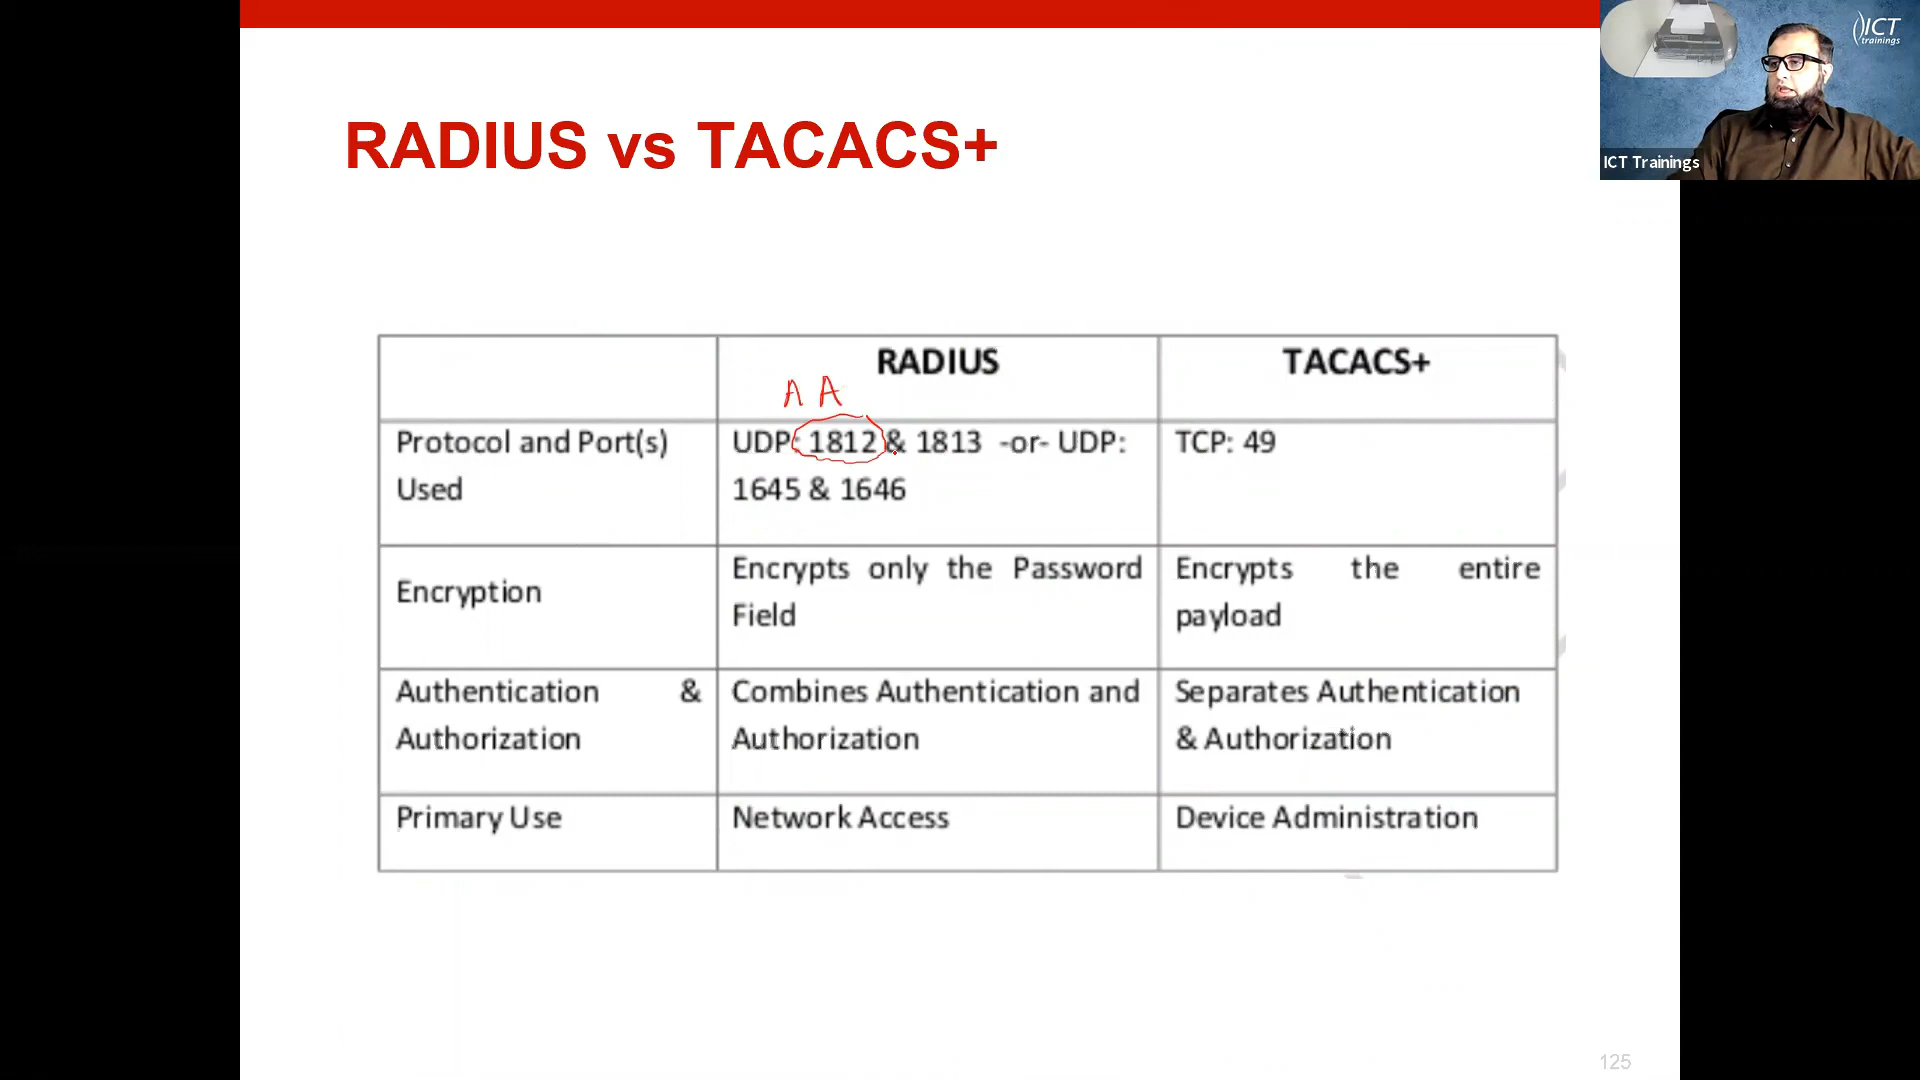 ICT
trainings
ICT Trainings
RADIUS vs TACACS+
RADIUS
TACACS+
A A
Protocol and Port(s)
Used
UDP: 1812 & 1813 -or- UDP:
1645 & 1646
TCP: 49
Encryption
Encrypts only the Password
Field
Encrypts the entire
payload
Authentication &
Authorization
Combines Authentication and
Authorization
Separates Authentication
& Authorization
Primary Use
Network Access
Device Administration
125